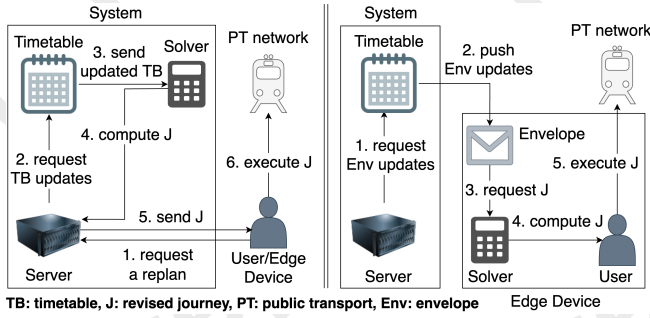 System
Timetable
3. send
updated TB
Solver
PT network
4. compute J
2. request
TB updates
6. execute J
5. send J
1. request
a replan
Server
User/Edge
Device
System
Timetable
2. push
Env updates
PT network
Envelope
1. request
Env updates
3. request J
5. execute J
4. compute J
Server
Solver
User
Edge Device
TB: timetable, J: revised journey, PT: public transport, Env: envelope